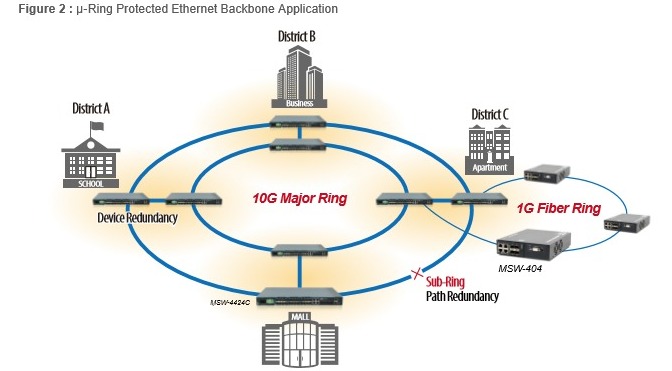 Figure 2 : µ-Ring Protected Ethernet Backbone Application
District B
Business
District A
SCHOOL
District C
Apartment
Device Redundancy
10G Major Ring
1G Fiber Ring
MSW-404
Sub-Ring
Path Redundancy
MSW-4424C
MALL